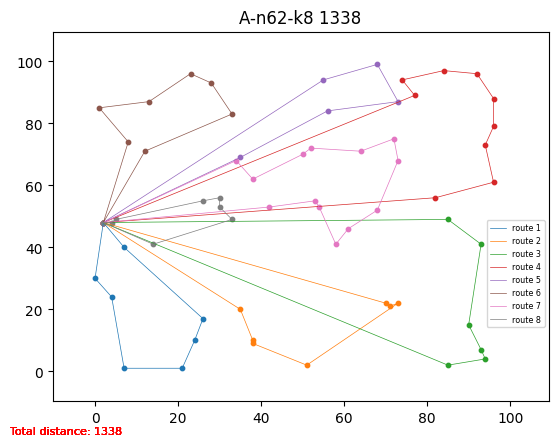 A-n62-k8 1338
100
80
60
40
20
0
0 20 40 60 80 100
route 1
route 2
route 3
route 4
route 5
route 6
route 7
route 8
Total distance: 1338